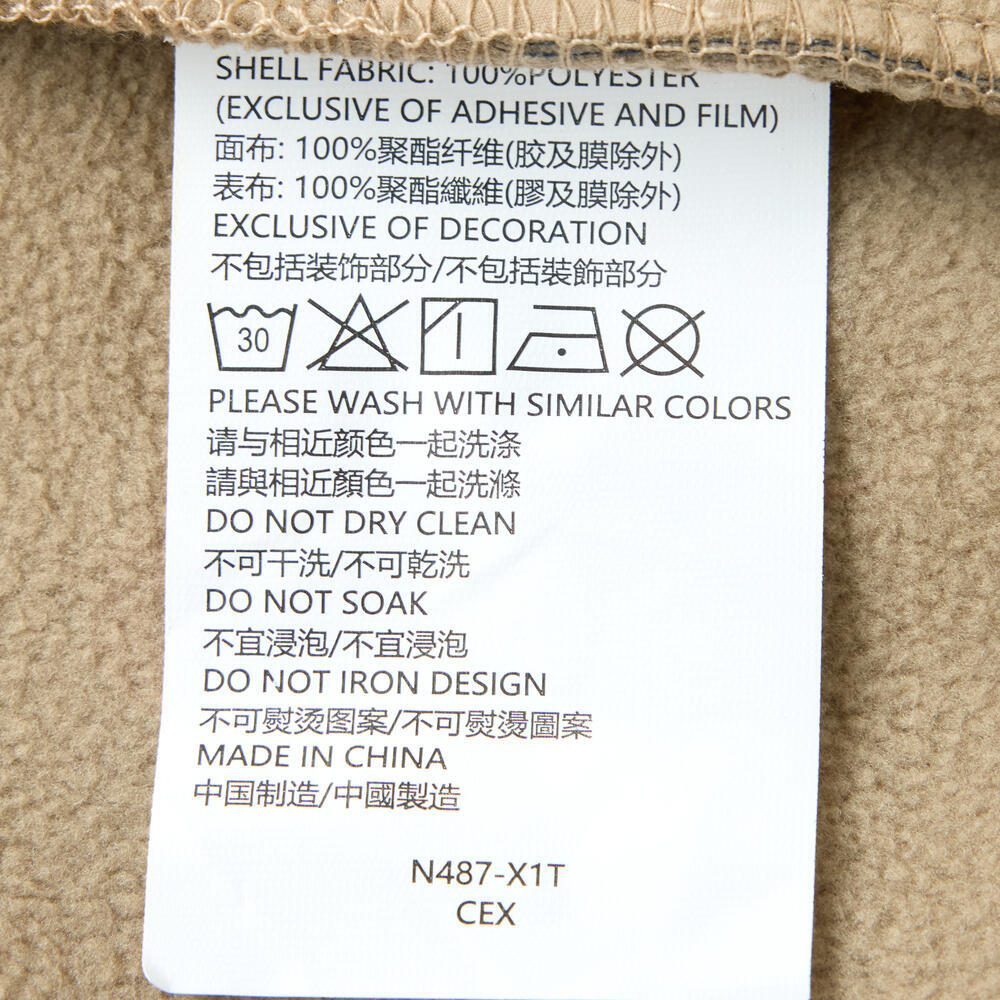 SHELL FABRIC: 100%POLYESTER
(EXCLUSIVE OF ADHESIVE AND FILM)
面布: 100%聚酯纤维(胶及膜除外)
表布: 100%聚酯纖維(膠及膜除外)
EXCLUSIVE OF DECORATION
不包括装饰部分/不包括裝飾部分
30
PLEASE WASH WITH SIMILAR COLORS
请与相近颜色一起洗涤
請與相近顏色一起洗滌
DO NOT DRY CLEAN
不可干洗/不可乾洗
DO NOT SOAK
不宜浸泡/不宜浸泡
DO NOT IRON DESIGN
不可熨烫图案/不可熨燙圖案
MADE IN CHINA
中国制造/中國製造
N487-X1T
CEX